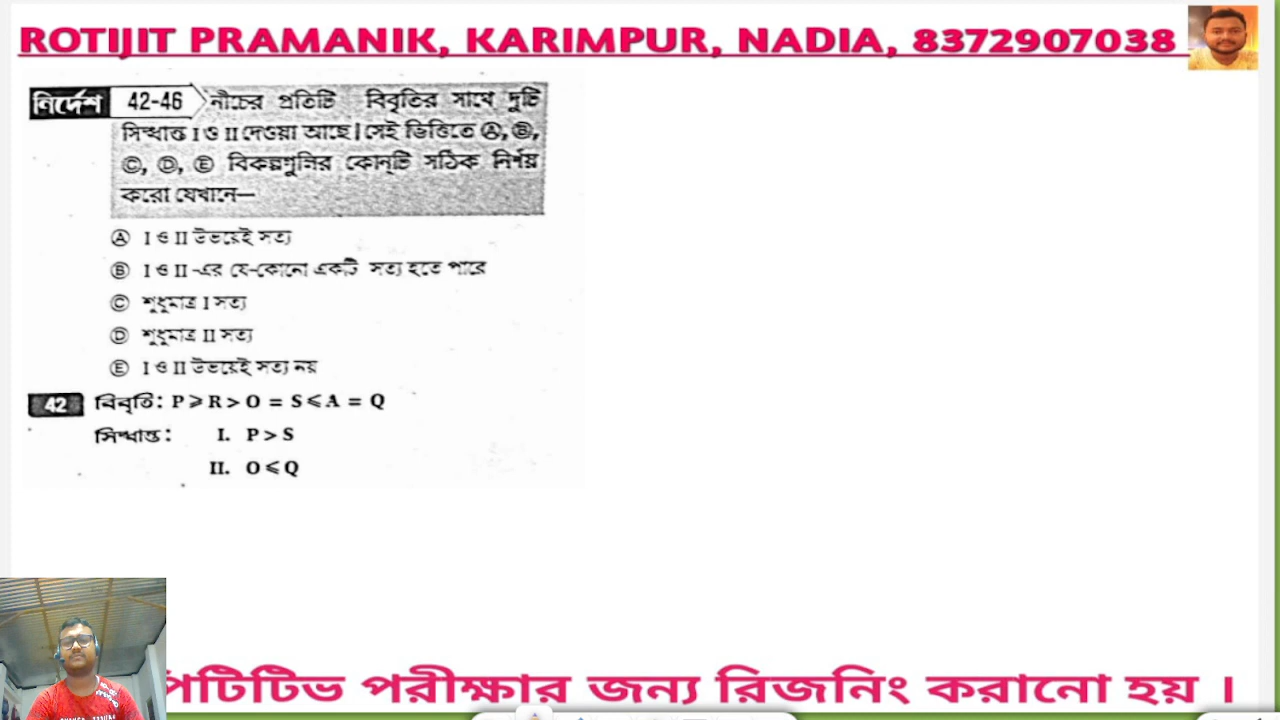 ROTIJIT PRAMANIK, KARIMPUR, NADIA, 8372907038
নির্দেশ 42-46 নীচের প্রতিটি বিবৃতির সাথে দুটি
সিদ্ধান্ত I ও II দেওয়া আছে। সেই ভিত্তিতে Ⓐ, Ⓑ,
Ⓒ, Ⓓ, Ⓔ বিকল্পগুলির কোন্‌টি সঠিক নির্ণয়
করো যেখানে—
Ⓐ I ও II উভয়েই সত্য
Ⓑ I ও II -এর যে-কোনো একটি সত্য হতে পারে
Ⓒ শুধুমাত্র I সত্য
Ⓓ শুধুমাত্র II সত্য
Ⓔ I ও II উভয়েই সত্য নয়
42 বিবৃতি: P ⩾ R > O = S ⩽ A = Q
সিদ্ধান্ত: I. P > S
II. O ⩽ Q
পিটিটিভ পরীক্ষার জন্য রিজনিং করানো হয় ।